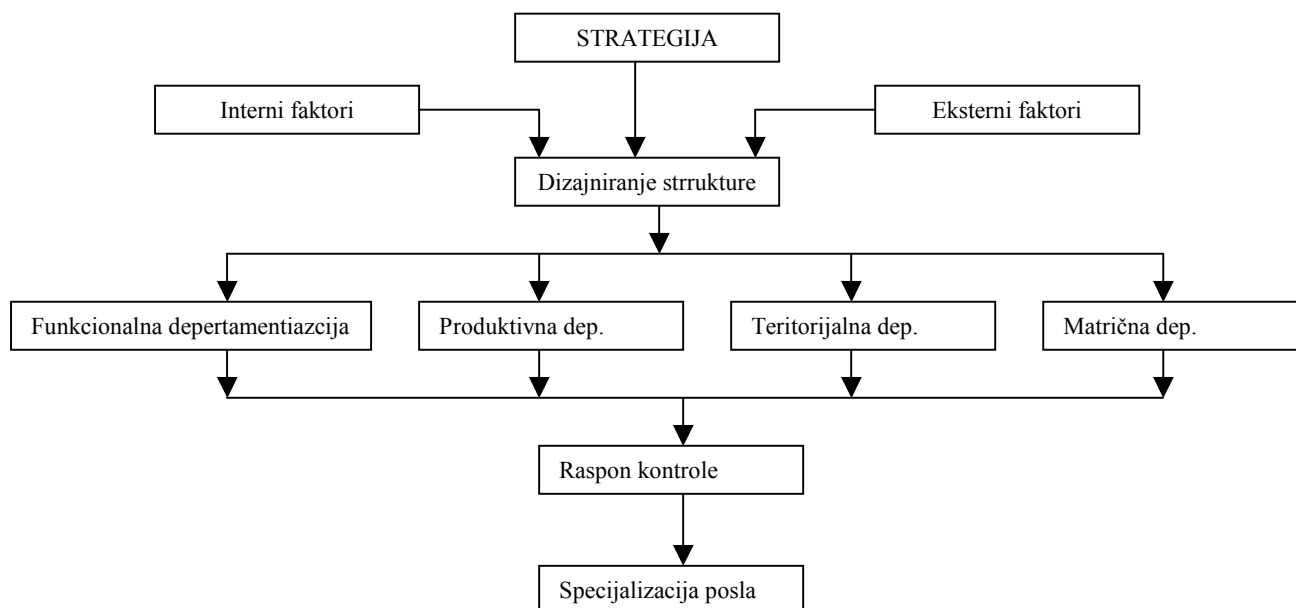 STRATEGIJA
Interni faktori
Eksterni faktori
Dizajniranje strrukture
Funkcionalna depertamentiazcija
Produktivna dep.
Teritorijalna dep.
Matrična dep.
Raspon kontrole
Specijalizacija posla